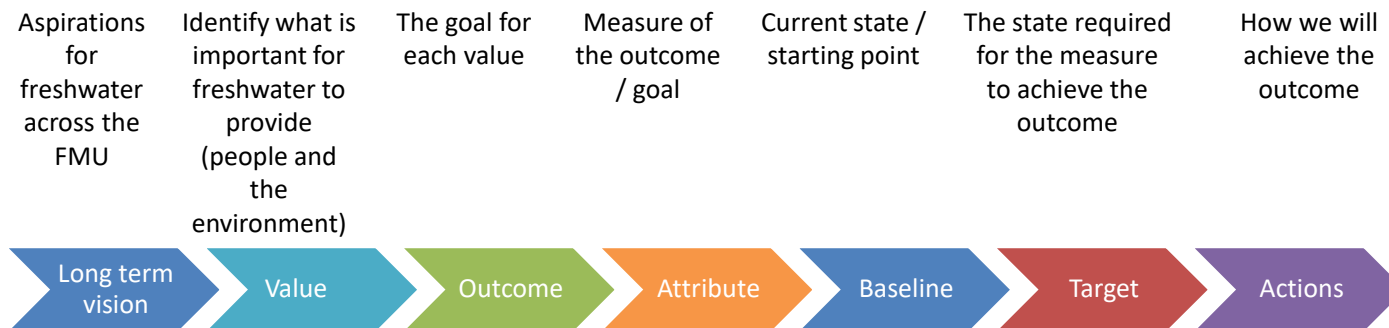 Aspirations
for
freshwater
across the
FMU
Identify what is
important for
freshwater to
provide
(people and
the
environment)
The goal for
each value
Measure of
the outcome
/ goal
Current state /
starting point
The state required
for the measure
to achieve the
outcome
How we will
achieve the
outcome
Long term
vision
Value
Outcome
Attribute
Baseline
Target
Actions